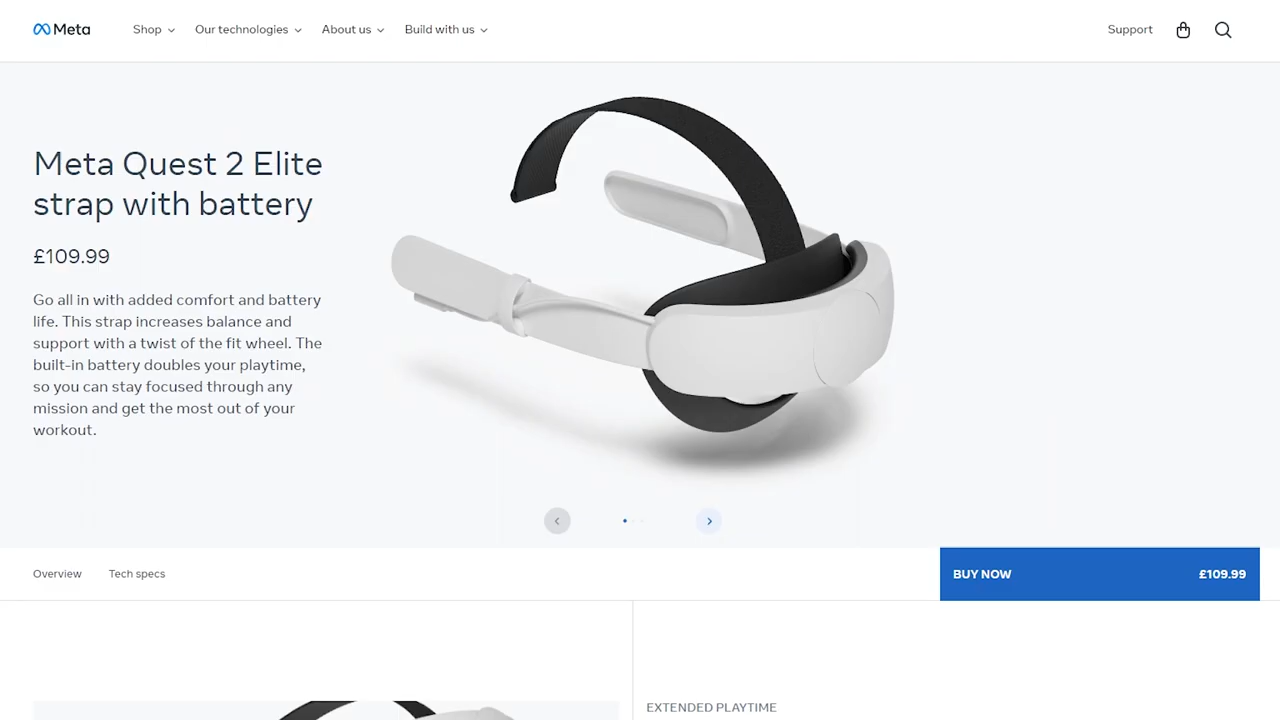 Meta
Shop
Our technologies
About us
Build with us
Support
Meta Quest 2 Elite
strap with battery
£109.99
Go all in with added comfort and battery
life. This strap increases balance and
support with a twist of the fit wheel. The
built-in battery doubles your playtime,
so you can stay focused through any
mission and get the most out of your
workout.
Overview
Tech specs
BUY NOW
£109.99
EXTENDED PLAYTIME